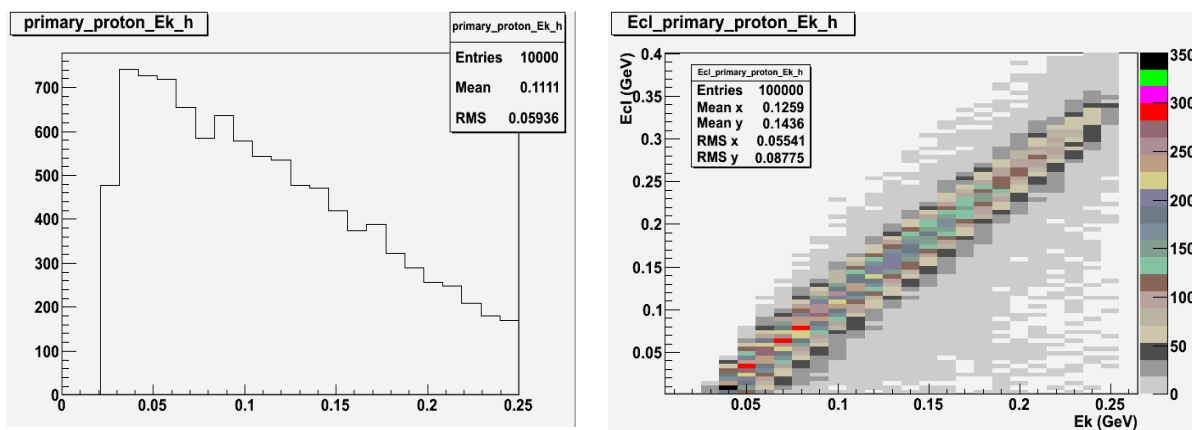 primary_proton_Ek_h
primary_proton_Ek_h
Entries 10000
Mean 0.1111
RMS 0.05936
700
600
500
400
300
200
100
0
0 0.05 0.1 0.15 0.2 0.25
Ecl_primary_proton_Ek_h
Ecl_primary_proton_Ek_h
Entries 100000
Mean x 0.1259
Mean y 0.1436
RMS x 0.05541
RMS y 0.08775
Ecl (GeV)
0.4
0.35
0.3
0.25
0.2
0.15
0.1
0.05
0.05 0.1 0.15 0.2 0.25
Ek (GeV)
350
300
250
200
150
100
50
0